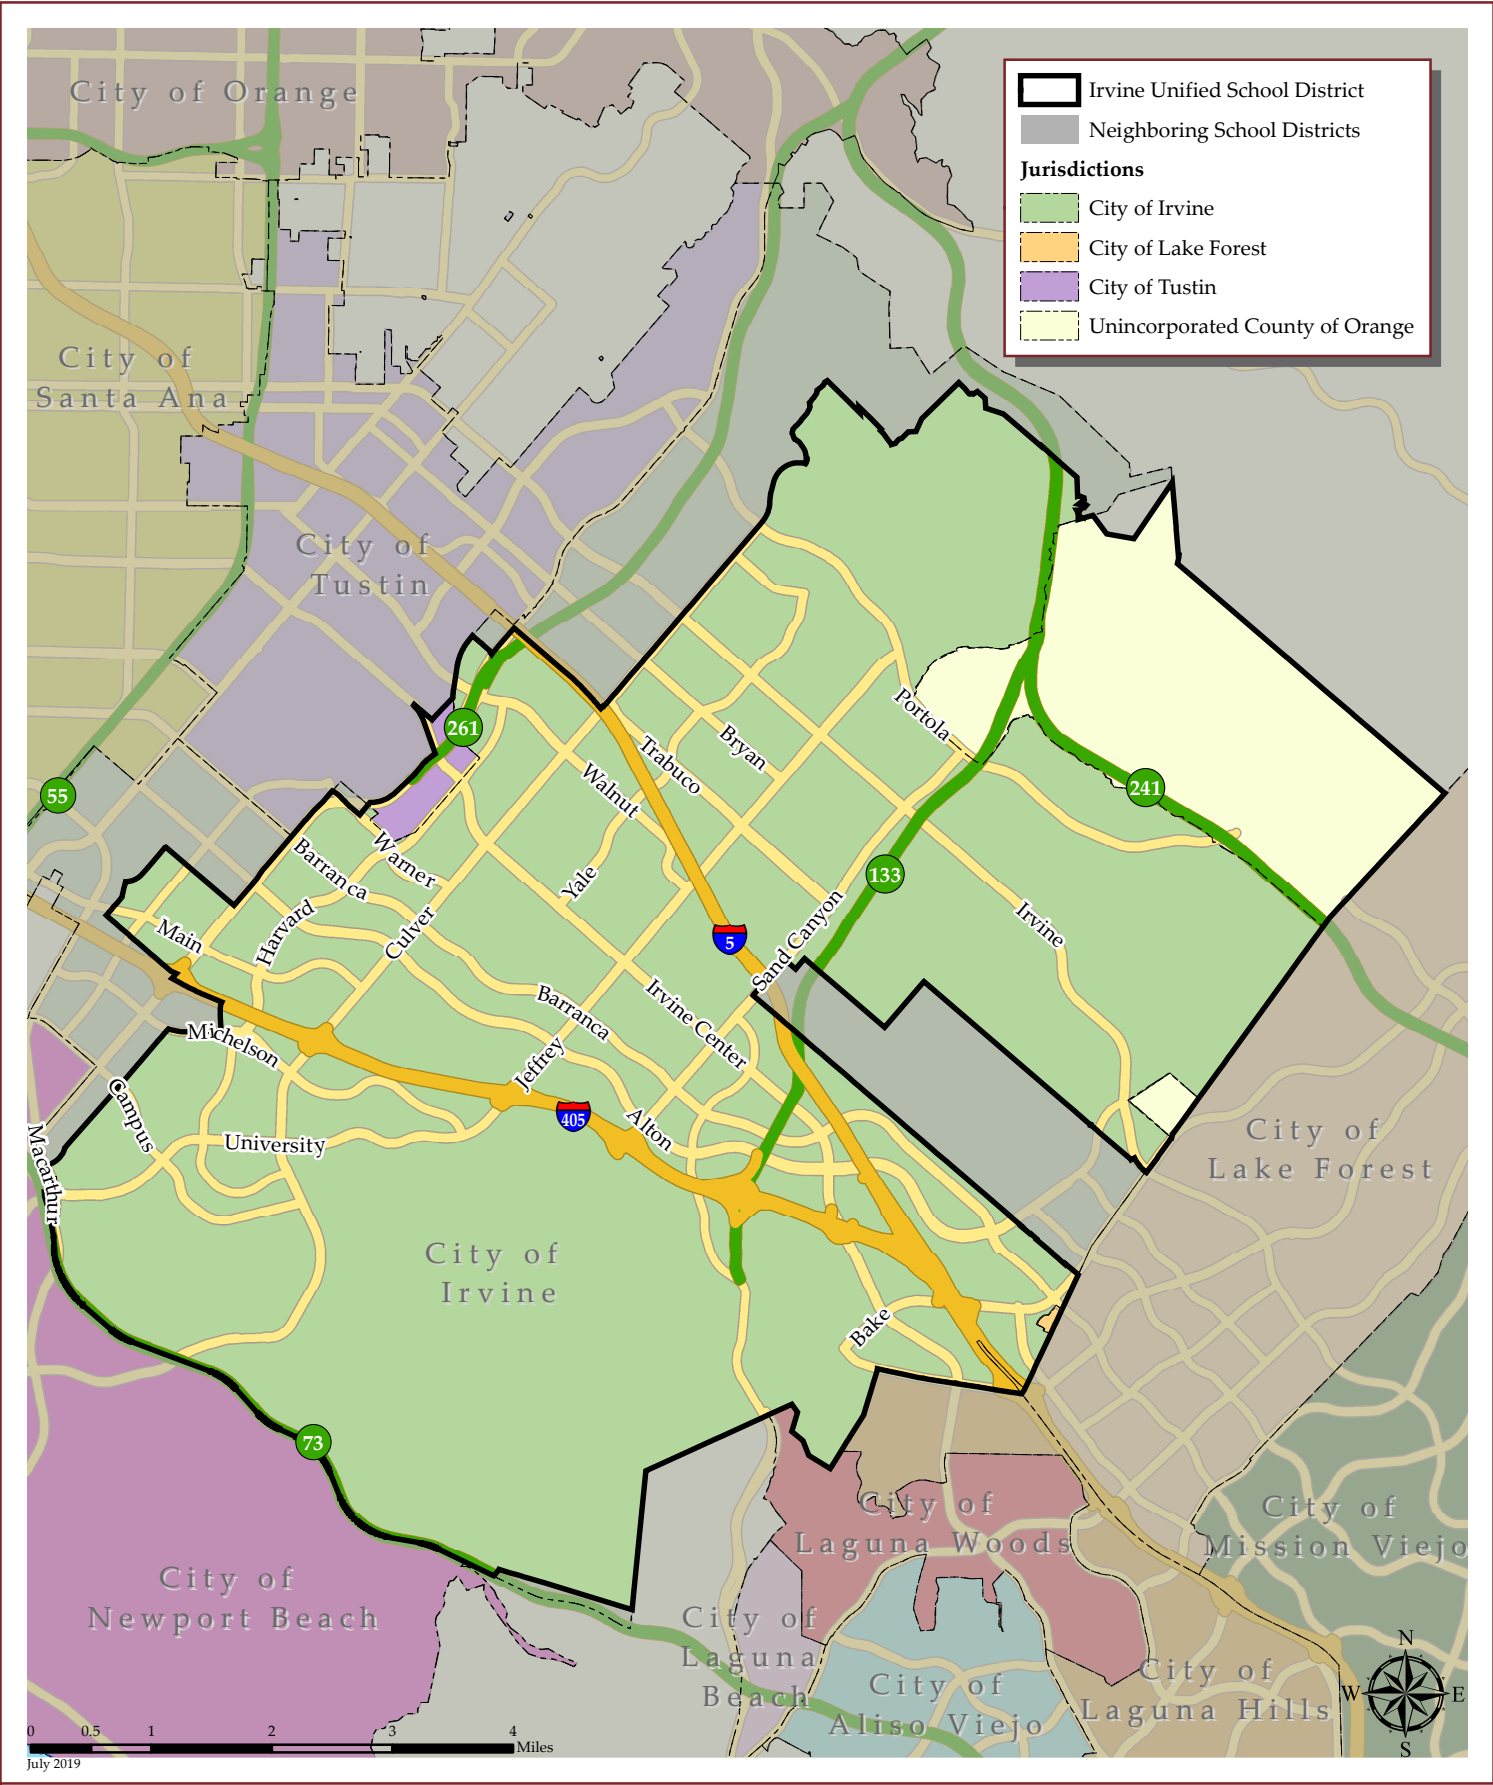 City of Orange
Irvine Unified School District
Neighboring School Districts
Jurisdictions
City of Irvine
City of Lake Forest
City of Tustin
Unincorporated County of Orange
City of
Santa Ana
City of
Tustin
261
55
Portola
Bryan
Trabuco
Walnut
241
133
Warner
Barranca
Yale
Harvard
Culver
Main
Irvine
Sand Canyon
5
Barranca
Irvine Center
Michelson
Jeffrey
405
Alton
Campus
University
Macarthur
City of
Lake Forest
City of
Irvine
Bake
73
City of
Laguna Woods
City of
Mission Viejo
City of
Newport Beach
City of
Laguna
Beach
City of
Aliso Viejo
City of
Laguna Hills
N
W
E
S
0 0.5 1 2 3 4
Miles
July 2019